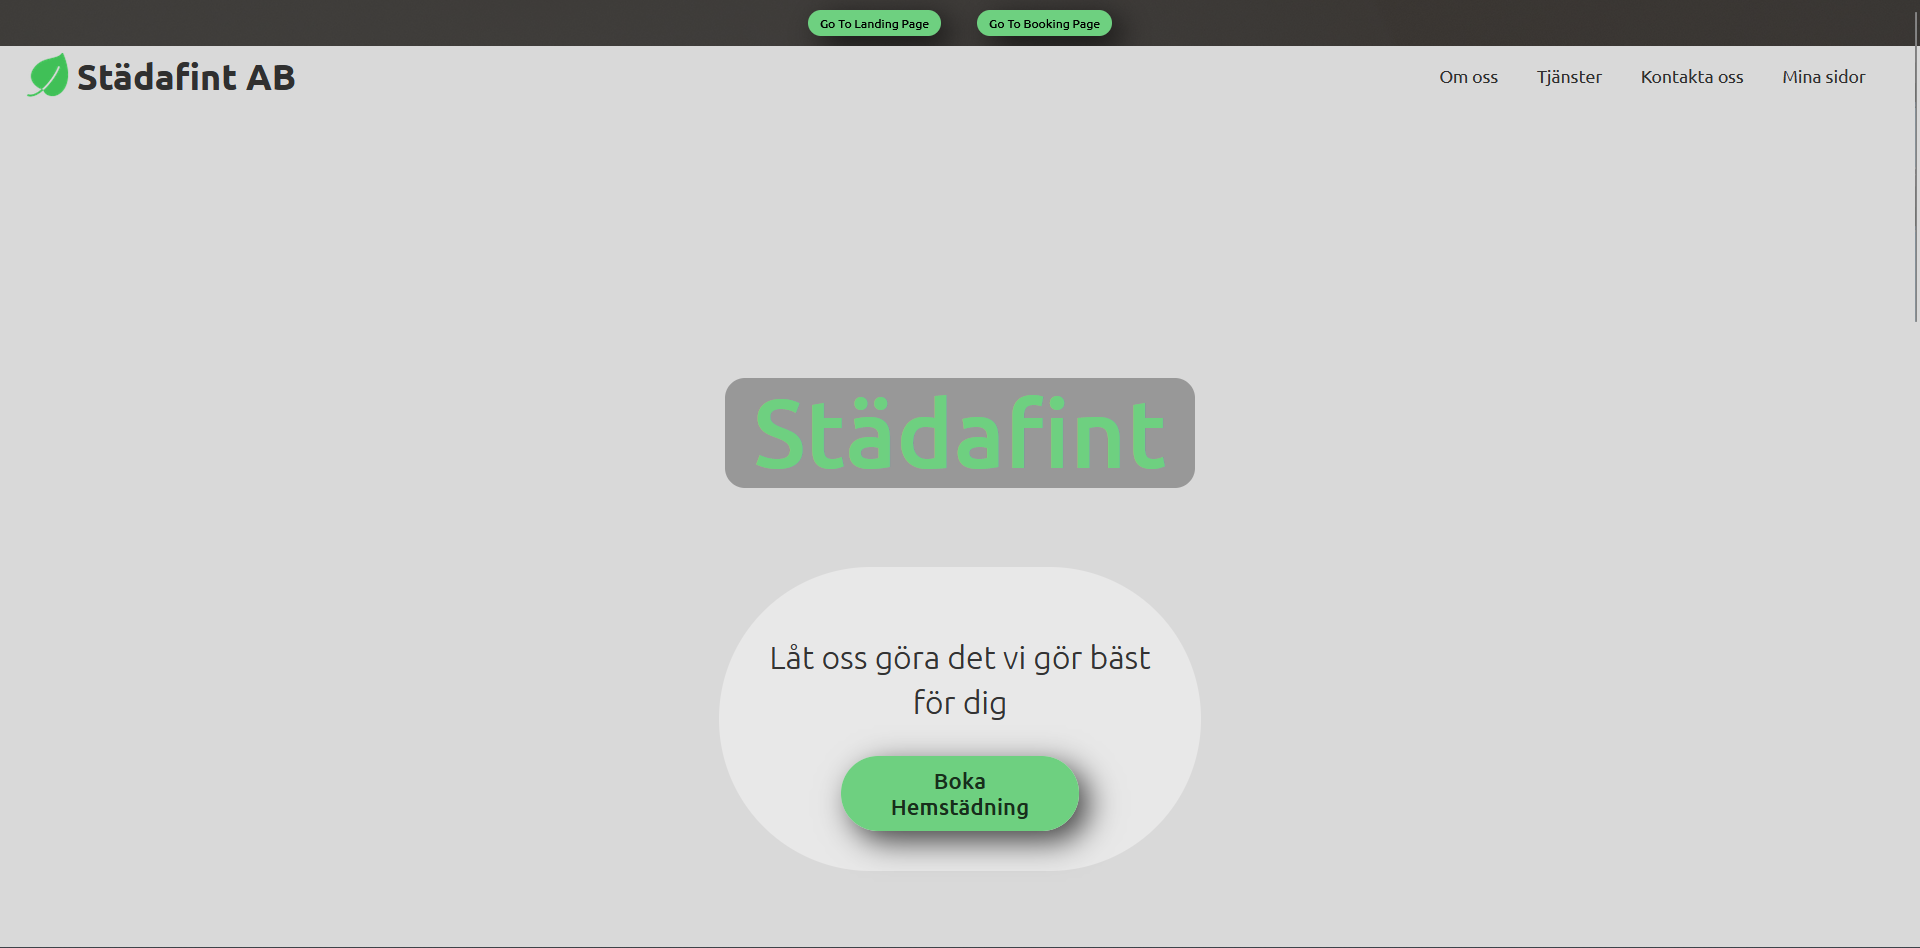 Go To Landing Page Go To Booking Page
Städafint AB Om oss Tjänster Kontakta oss Mina sidor
Städafint
Låt oss göra det vi gör bäst
för dig
Boka
Hemstädning